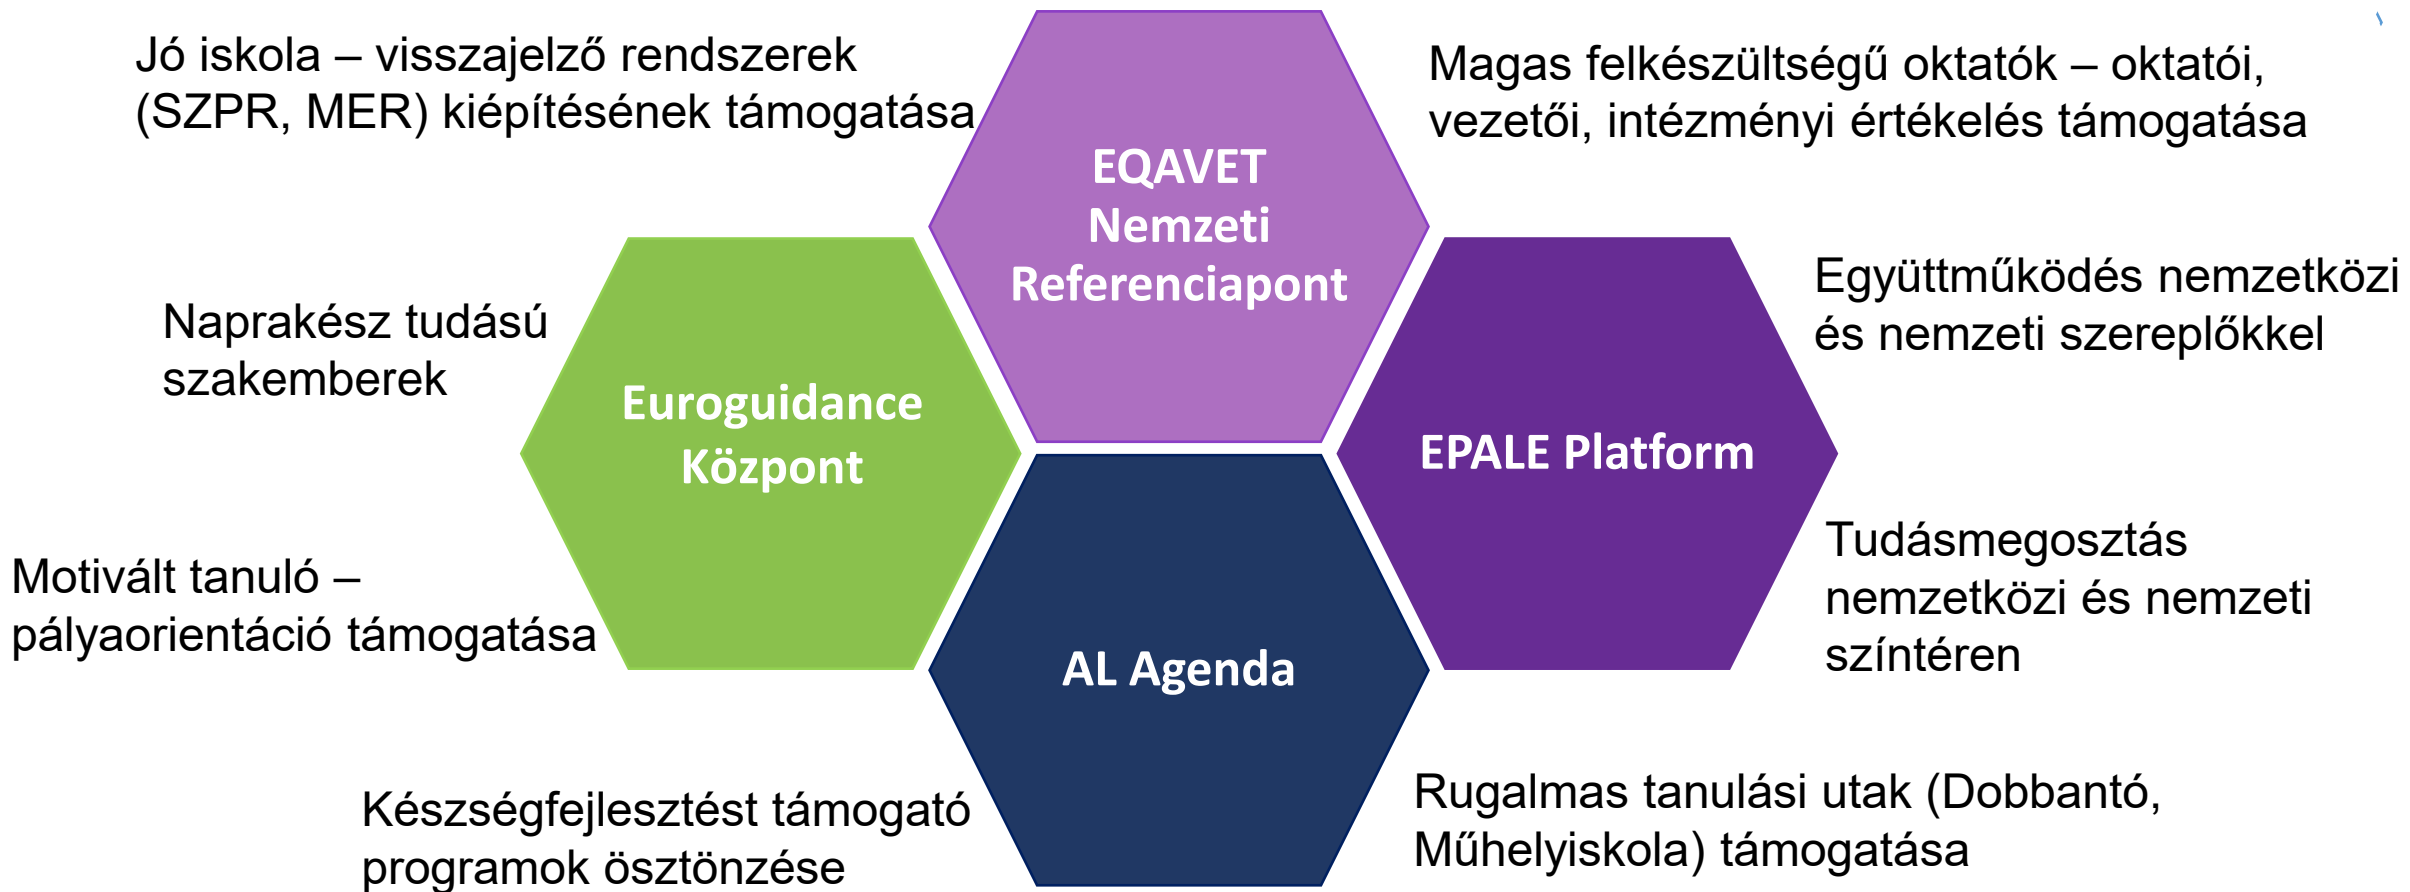 Jó iskola – visszajelző rendszerek
(SZPR, MER) kiépítésének támogatása
Magas felkészültségű oktatók – oktatói,
vezetői, intézményi értékelés támogatása
EQAVET
Nemzeti
Referenciapont
Naprakész tudású
szakemberek
Együttműködés nemzetközi
és nemzeti szereplőkkel
Euroguidance
Központ
EPALE Platform
Motivált tanuló –
pályaorientáció támogatása
Tudásmegosztás
nemzetközi és nemzeti
színtéren
AL Agenda
Készségfejlesztést támogató
programok ösztönzése
Rugalmas tanulási utak (Dobbantó,
Műhelyiskola) támogatása